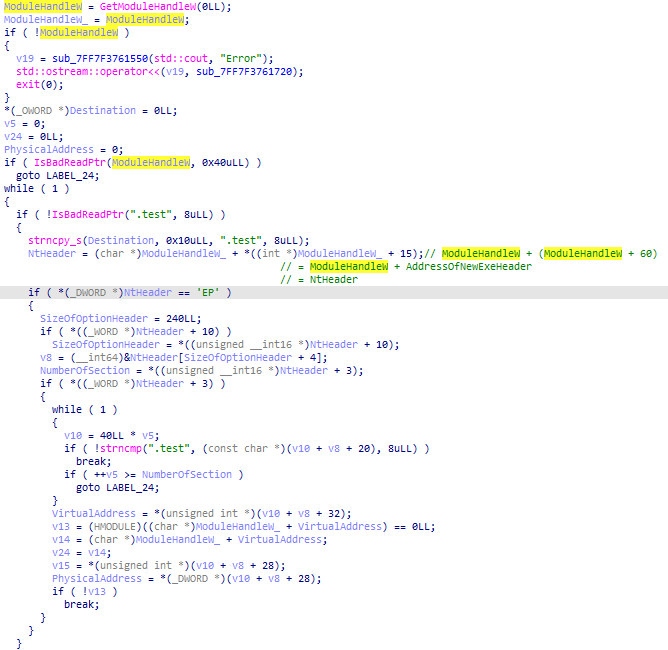 ModuleHandleW = GetModuleHandleW(0LL);
ModuleHandleW_ = ModuleHandleW;
if ( !ModuleHandleW )
{
  v19 = sub_7FF7F3761550(std::cout, "Error");
  std::ostream::operator<<(v19, sub_7FF7F3761720);
  exit(0);
}
*(_OWORD *)Destination = 0LL;
v5 = 0;
v24 = 0LL;
PhysicalAddress = 0;
if ( IsBadReadPtr(ModuleHandleW, 0x40uLL) )
  goto LABEL_24;
while ( 1 )
{
  if ( !IsBadReadPtr(".test", 8uLL) )
  {
    strncpy_s(Destination, 0x10uLL, ".test", 8uLL);
    NtHeader = (char *)ModuleHandleW_ + *((int *)ModuleHandleW_ + 15);// ModuleHandleW + (ModuleHandleW + 60)
                                              // = ModuleHandleW + AddressOfNewExeHeader
                                              // = NtHeader
    if ( *(_DWORD *)NtHeader == 'EP' )
    {
      SizeOfOptionHeader = 240LL;
      if ( *((_WORD *)NtHeader + 10) )
        SizeOfOptionHeader = *((unsigned __int16 *)NtHeader + 10);
      v8 = (__int64)&NtHeader[SizeOfOptionHeader + 4];
      NumberOfSection = *((unsigned __int16 *)NtHeader + 3);
      if ( *((_WORD *)NtHeader + 3) )
      {
        while ( 1 )
        {
          v10 = 40LL * v5;
          if ( !strncmp(".test", (const char *)(v10 + v8 + 20), 8uLL) )
            break;
          if ( ++v5 >= NumberOfSection )
            goto LABEL_24;
        }
        VirtualAddress = *(unsigned int *)(v10 + v8 + 32);
        v13 = (HMODULE)((char *)ModuleHandleW_ + VirtualAddress) == 0LL;
        v14 = (char *)ModuleHandleW_ + VirtualAddress;
        v24 = v14;
        v15 = *(unsigned int *)(v10 + v8 + 28);
        PhysicalAddress = *(_DWORD *)(v10 + v8 + 28);
        if ( !v13 )
          break;
      }
    }
  }